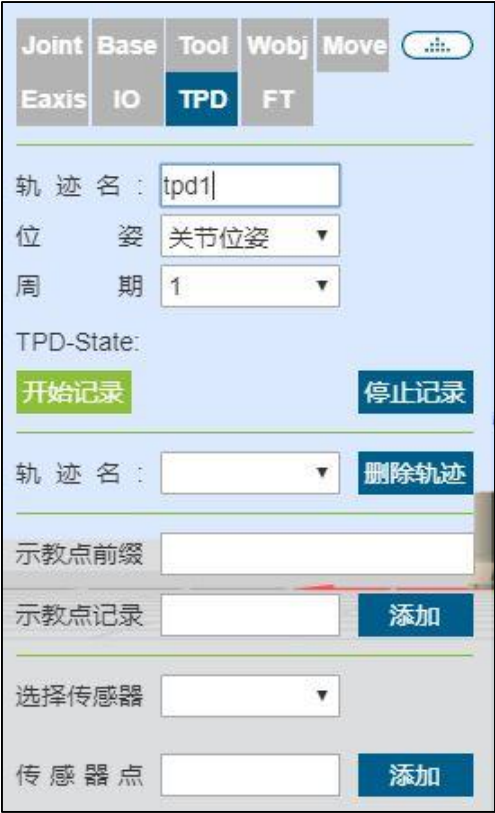 Joint Base Tool Wobj Move
Eaxis IO TPD FT
轨迹名: tpd1
位姿 关节位姿
周期 1
TPD-State:
开始记录 停止记录
轨迹名: 删除轨迹
示教点前缀
示教点记录 添加
选择传感器
传感器点 添加